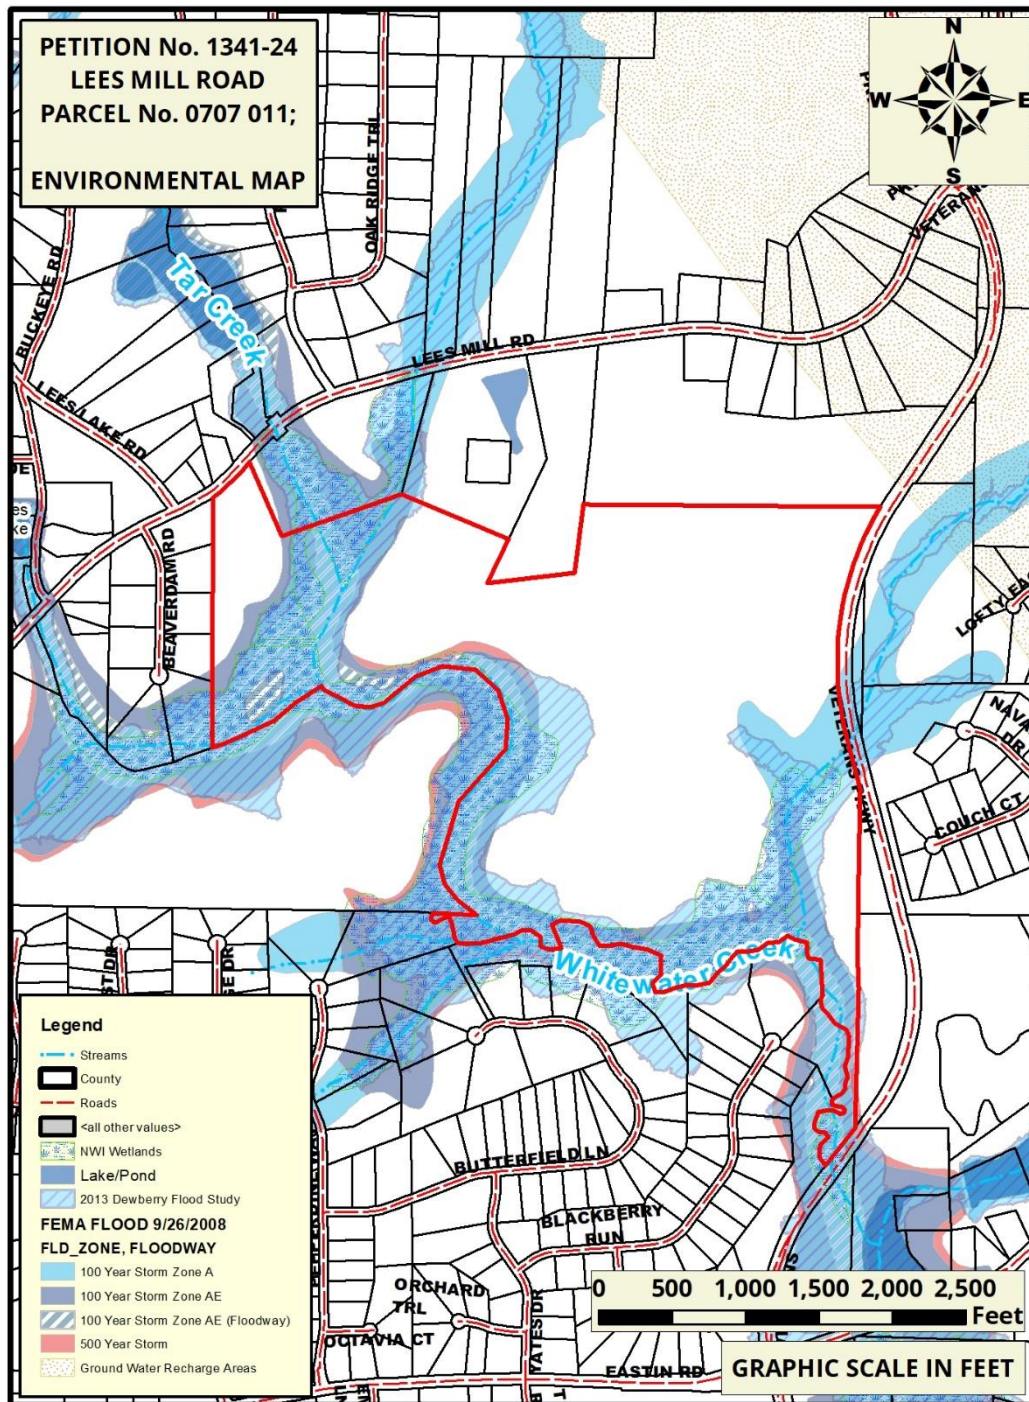 PETITION No. 1341-24
LEES MILL ROAD
PARCEL No. 0707 011;
ENVIRONMENTAL MAP
N
W
E
S
OAK RIDGE TRL
BUCKEYE RD
Tar Creek
LEES MILL RD
LEES LAKE RD
BEAVERDAM RD
VETERANS PKWY
COUCH CT
Whitewater Creek
BUTTERFIELD LN
BLACKBERRY
RUN
ORCHARD
TRL
OCTAVIA CT
YATES DR
EASTIN RD
Legend
Streams
County
Roads
<all other values>
NWI Wetlands
Lake/Pond
2013 Dewberry Flood Study
FEMA FLOOD 9/26/2008
FLD_ZONE, FLOODWAY
100 Year Storm Zone A
100 Year Storm Zone AE
100 Year Storm Zone AE (Floodway)
500 Year Storm
Ground Water Recharge Areas
0 500 1,000 1,500 2,000 2,500
Feet
GRAPHIC SCALE IN FEET